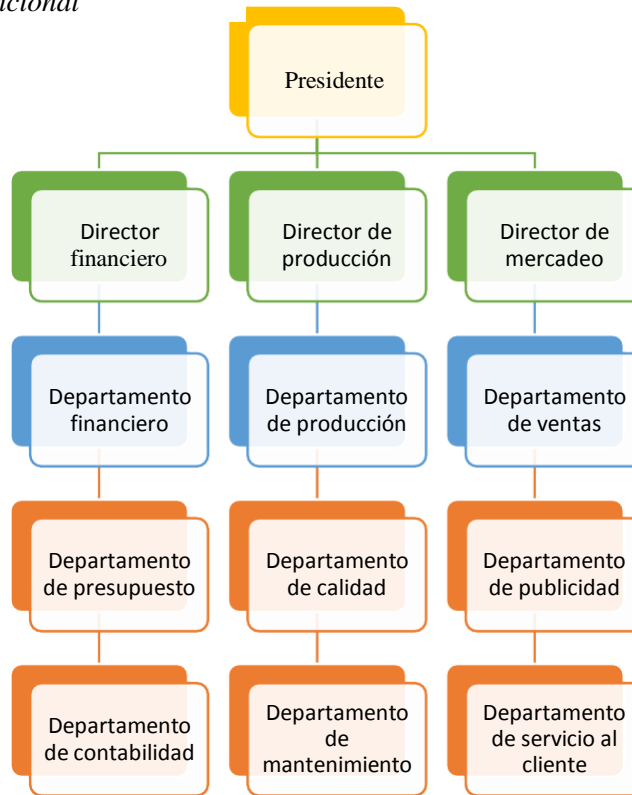 Presidente
Director
financiero
Director de
producción
Director de
mercadeo
Departamento
financiero
Departamento
de producción
Departamento
de ventas
Departamento
de presupuesto
Departamento
de calidad
Departamento
de publicidad
Departamento
de contabilidad
Departamento
de
mantenimiento
Departamento
de servicio al
cliente